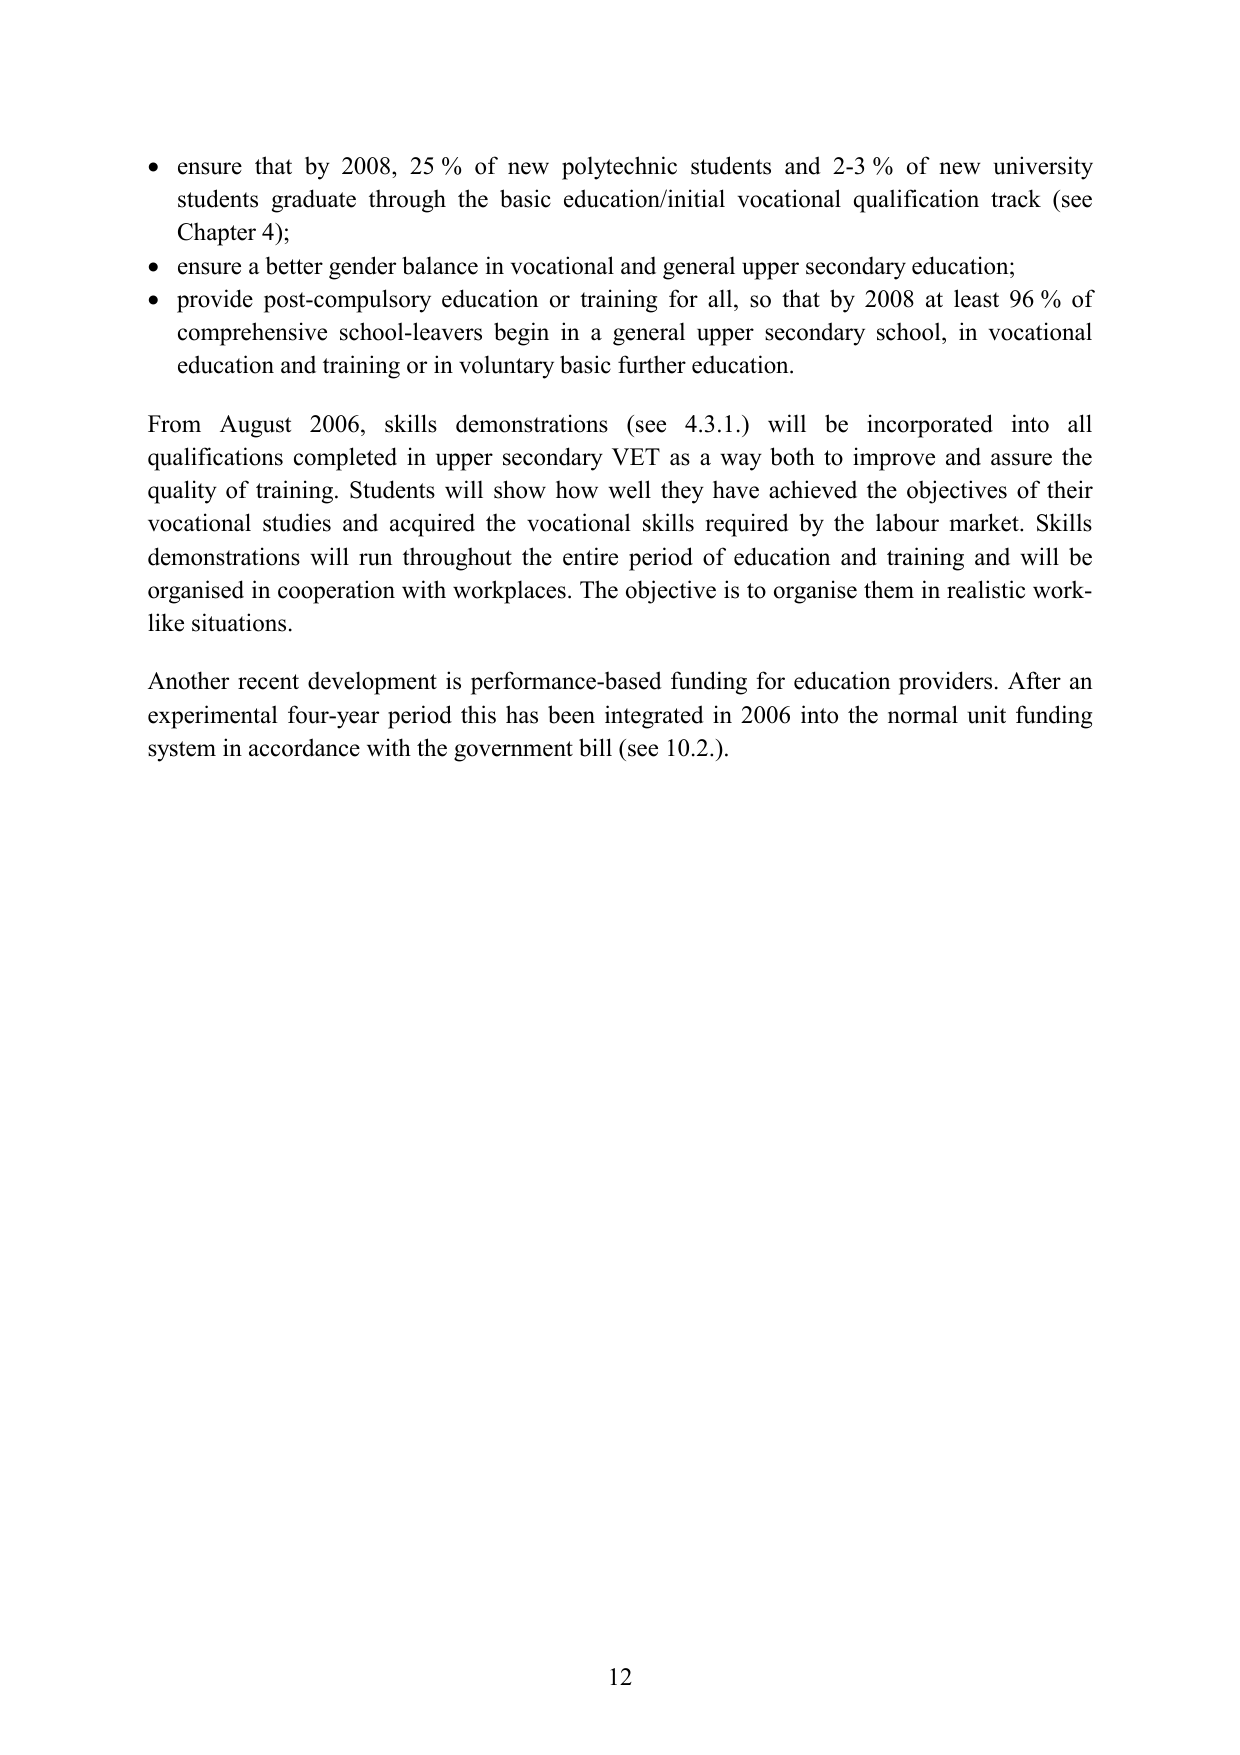 • ensure that by 2008, 25 % of new polytechnic students and 2-3 % of new university
students graduate through the basic education/initial vocational qualification track (see
Chapter 4);
• ensure a better gender balance in vocational and general upper secondary education;
• provide post-compulsory education or training for all, so that by 2008 at least 96 % of
comprehensive school-leavers begin in a general upper secondary school, in vocational
education and training or in voluntary basic further education.
From August 2006, skills demonstrations (see 4.3.1.) will be incorporated into all
qualifications completed in upper secondary VET as a way both to improve and assure the
quality of training. Students will show how well they have achieved the objectives of their
vocational studies and acquired the vocational skills required by the labour market. Skills
demonstrations will run throughout the entire period of education and training and will be
organised in cooperation with workplaces. The objective is to organise them in realistic work-
like situations.
Another recent development is performance-based funding for education providers. After an
experimental four-year period this has been integrated in 2006 into the normal unit funding
system in accordance with the government bill (see 10.2.).
12